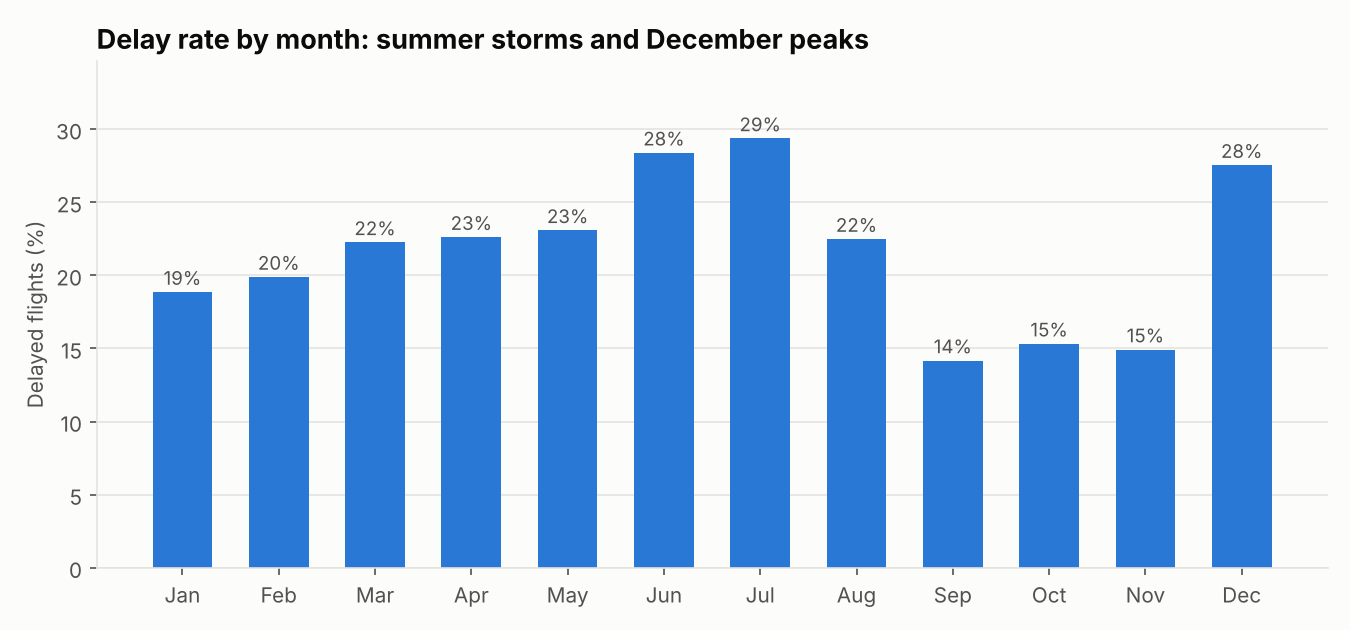 Delay rate by month: summer storms and December peaks
Delayed flights (%)
30
25
20
15
10
5
0
19%
20%
22%
23%
23%
28%
29%
22%
14%
15%
15%
28%
Jan
Feb
Mar
Apr
May
Jun
Jul
Aug
Sep
Oct
Nov
Dec